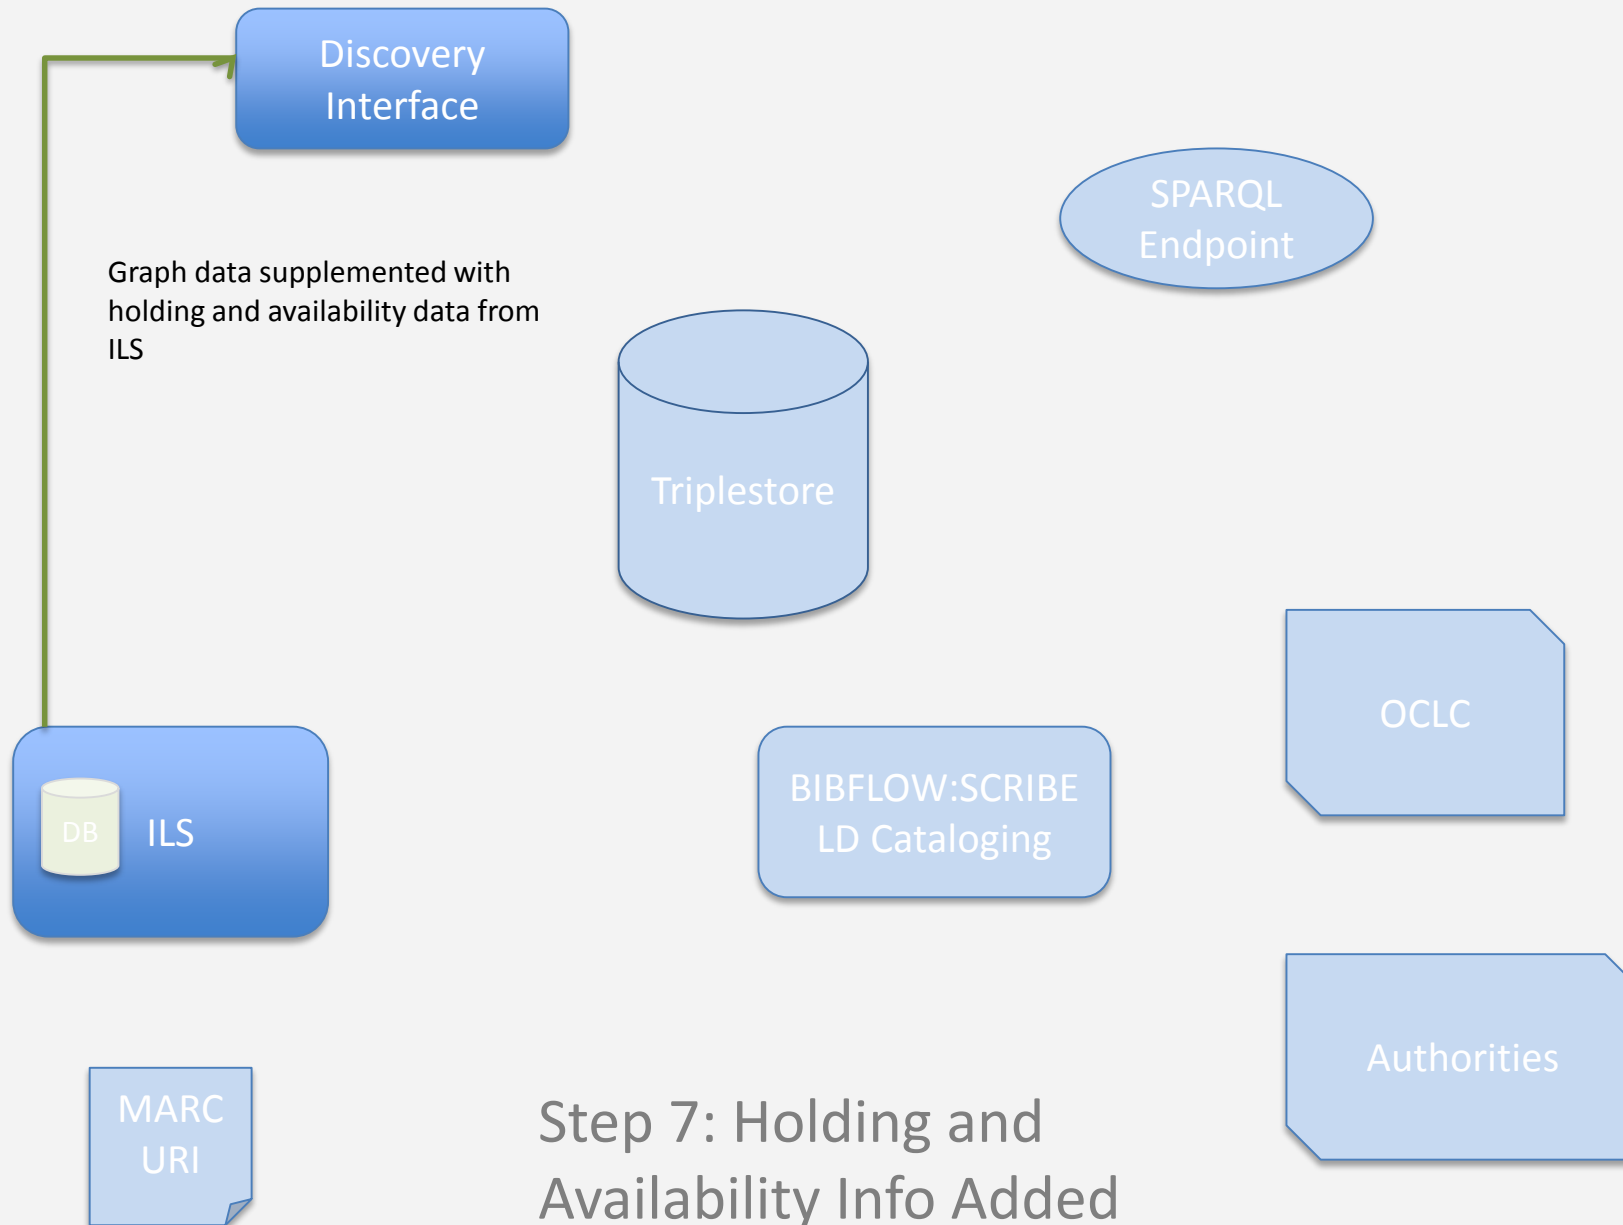 Discovery
Interface
SPARQL
Endpoint
Graph data supplemented with
holding and availability data from
ILS
Triplestore
OCLC
BIBFLOW:SCRIBE
LD Cataloging
DB
ILS
Authorities
MARC
URI
Step 7: Holding and
Availability Info Added